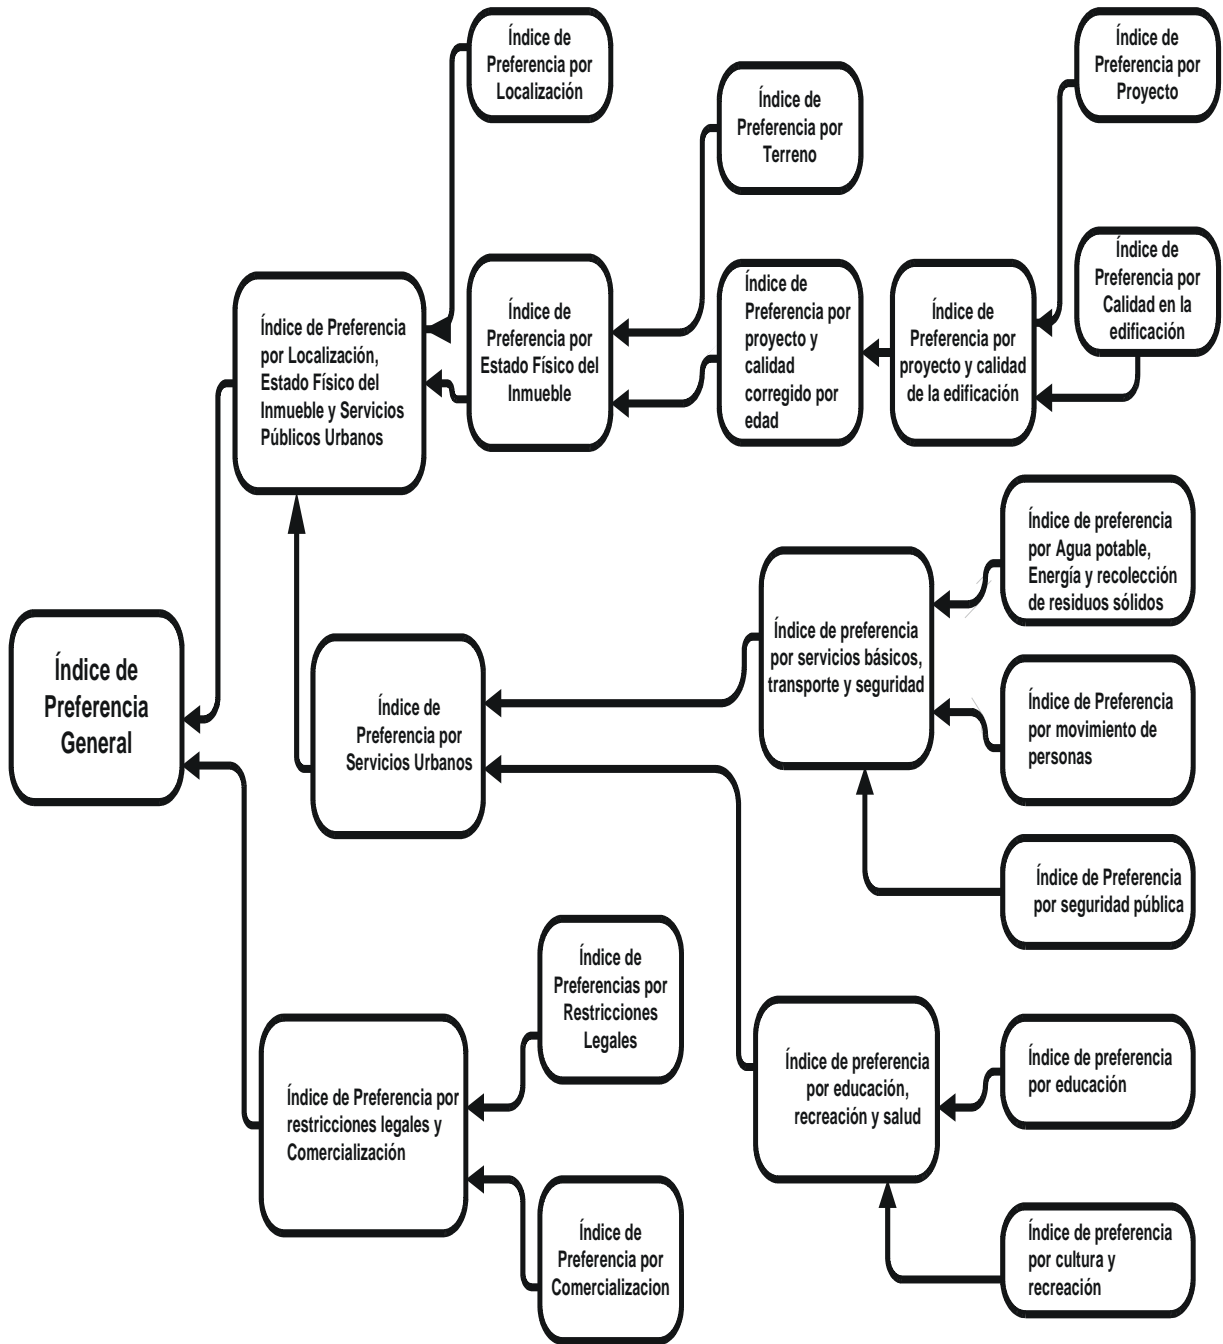 Índice de
Preferencia por
Localización
Índice de
Preferencia por
Proyecto
Índice de
Preferencia por
Terreno
Índice de
Preferencia por
Calidad en la
edificación
Índice de Preferencia
por Localización,
Estado Físico del
Inmueble y Servicios
Públicos Urbanos
Índice de
Preferencia por
Estado Físico del
Inmueble
Índice de
Preferencia por
proyecto y
calidad
corregido por
edad
Índice de
Preferencia por
proyecto y calidad
de la edificación
Índice de preferencia
por Agua potable,
Energía y recolección
de residuos sólidos
Índice de preferencia
por servicios básicos,
transporte y seguridad
Índice de
Preferencia
General
Índice de
Preferencia por
Servicios Urbanos
Índice de Preferencia
por movimiento de
personas
Índice de Preferencia
por seguridad pública
Índice de
Preferencias por
Restricciones
Legales
Índice de Preferencia por
restricciones legales y
Comercialización
Índice de preferencia
por educación,
recreación y salud
Índice de preferencia
por educación
Índice de
Preferencia por
Comercializacion
Índice de preferencia
por cultura y
recreación